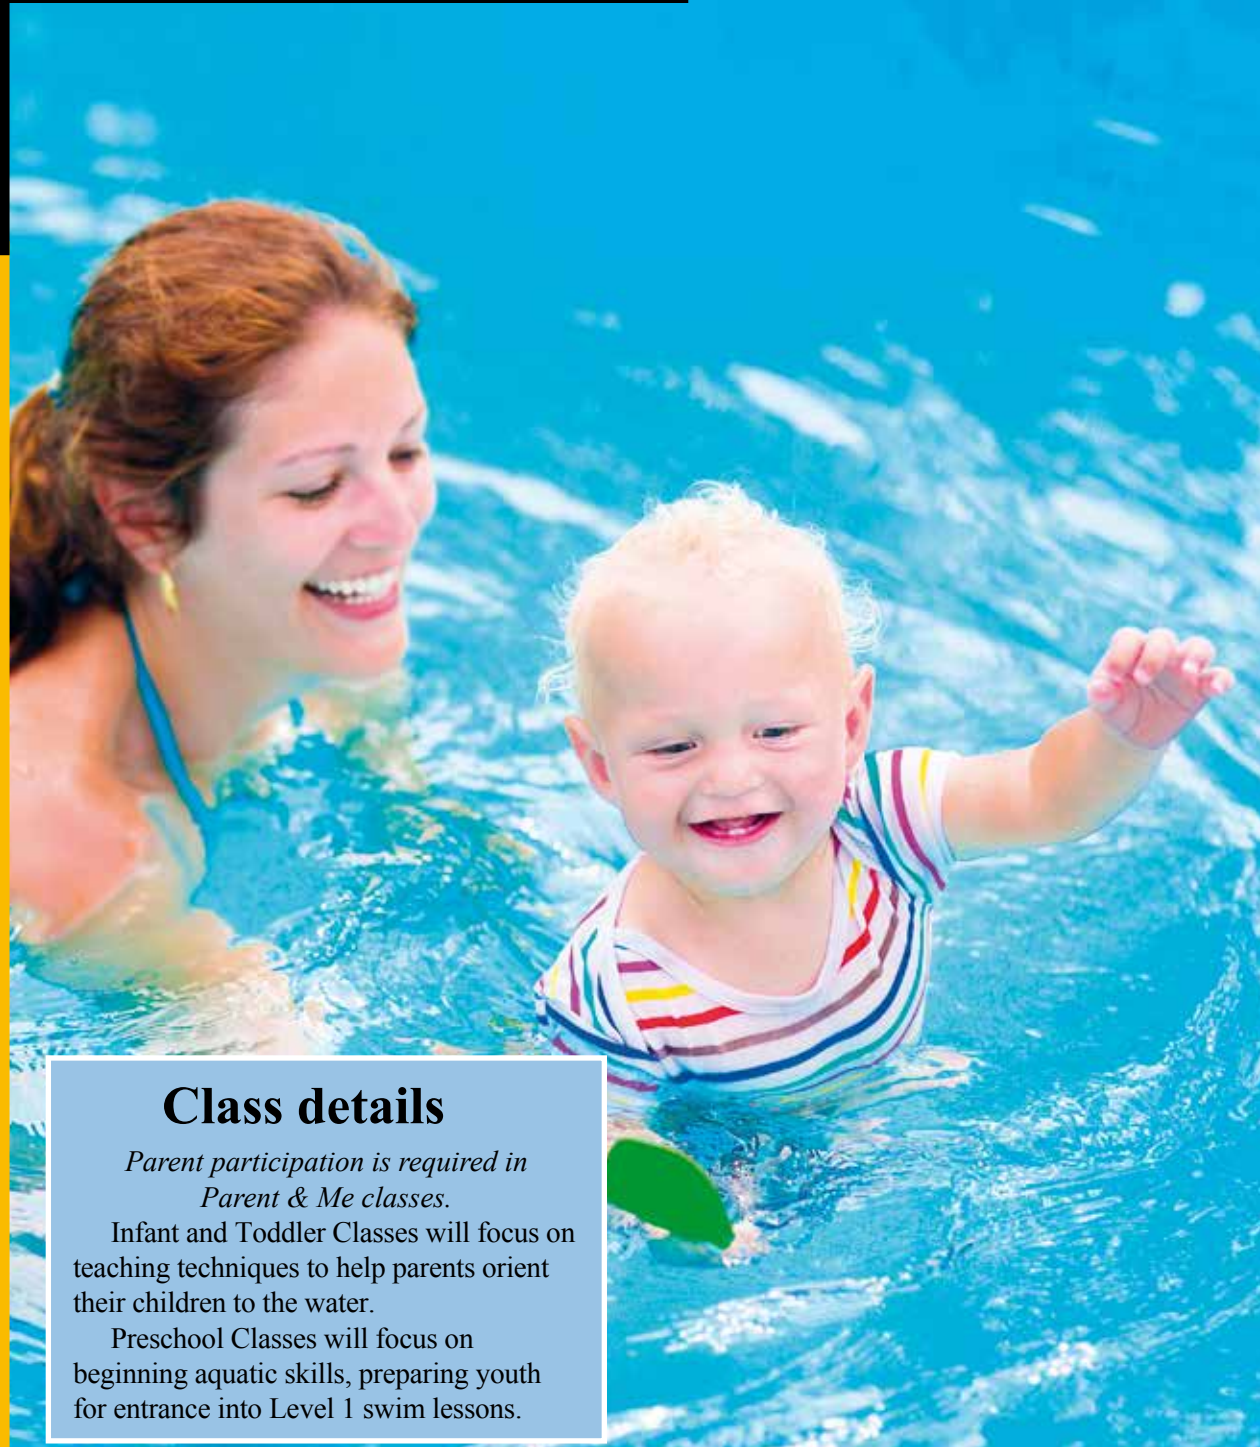 Class details
Parent participation is required in
Parent & Me classes.
Infant and Toddler Classes will focus on
teaching techniques to help parents orient
their children to the water.
Preschool Classes will focus on
beginning aquatic skills, preparing youth
for entrance into Level 1 swim lessons.